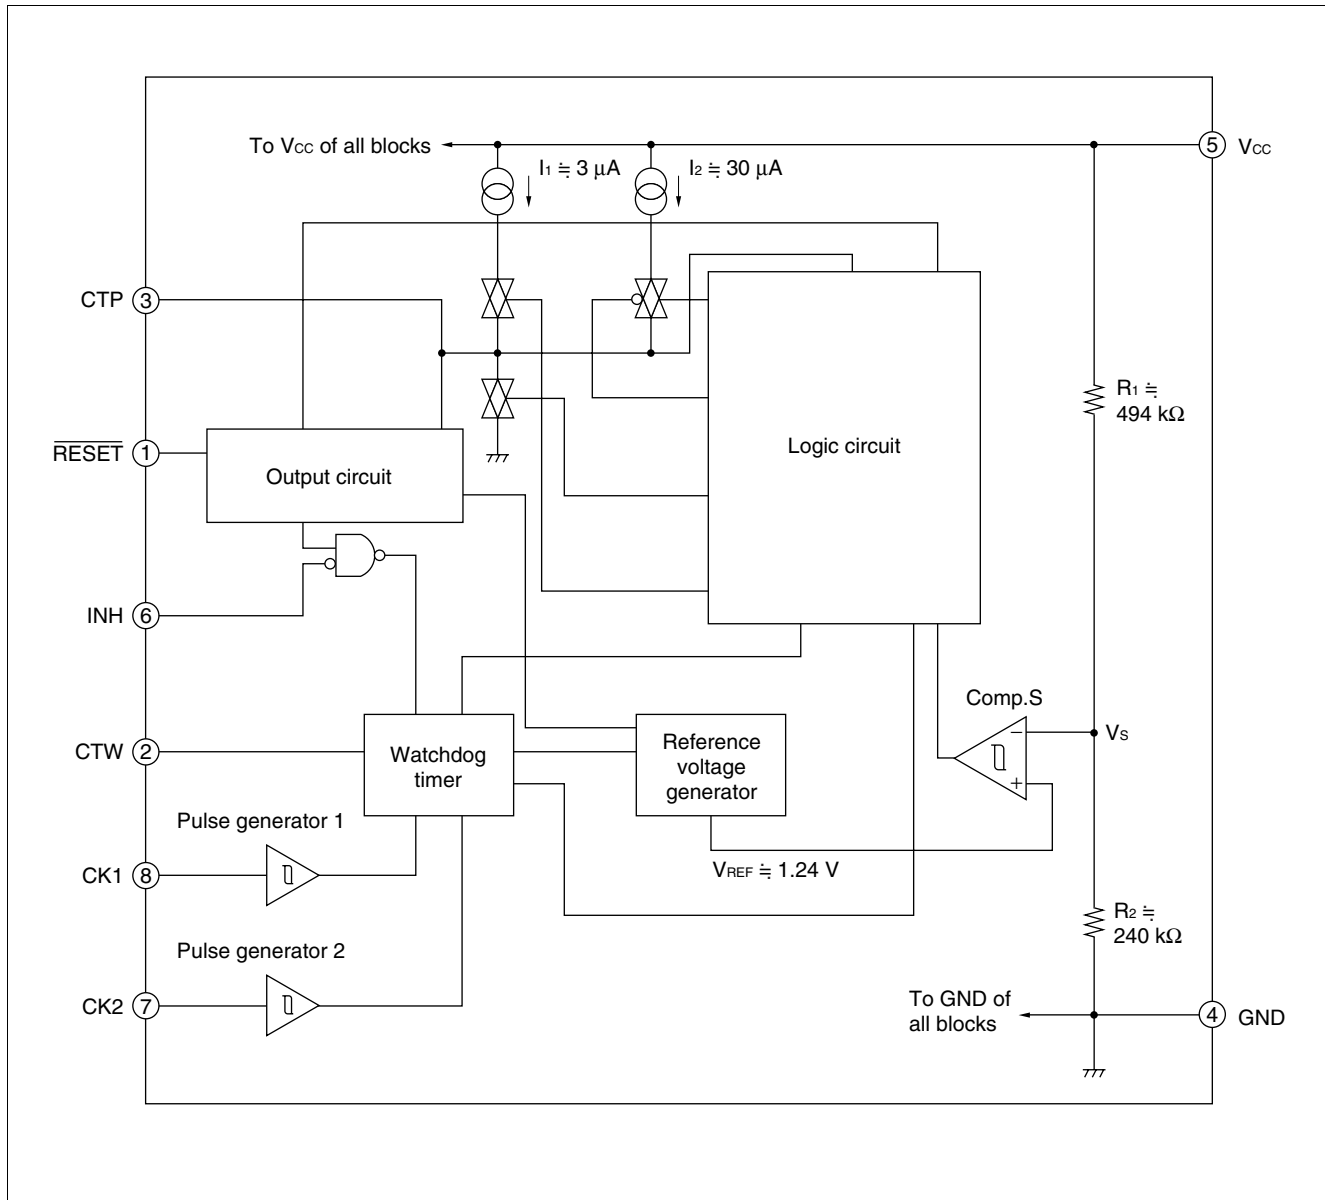 To VCC of all blocks
5
VCC
I1 ≒ 3 μA
I2 ≒ 30 μA
CTP
3
R1 ≒
494 kΩ
RESET
1
Output circuit
Logic circuit
INH
6
Comp.S
CTW
2
Watchdog
timer
Reference
voltage
generator
−
+
VS
Pulse generator 1
CK1
8
VREF ≒ 1.24 V
R2 ≒
240 kΩ
Pulse generator 2
CK2
7
To GND of
all blocks
4
GND